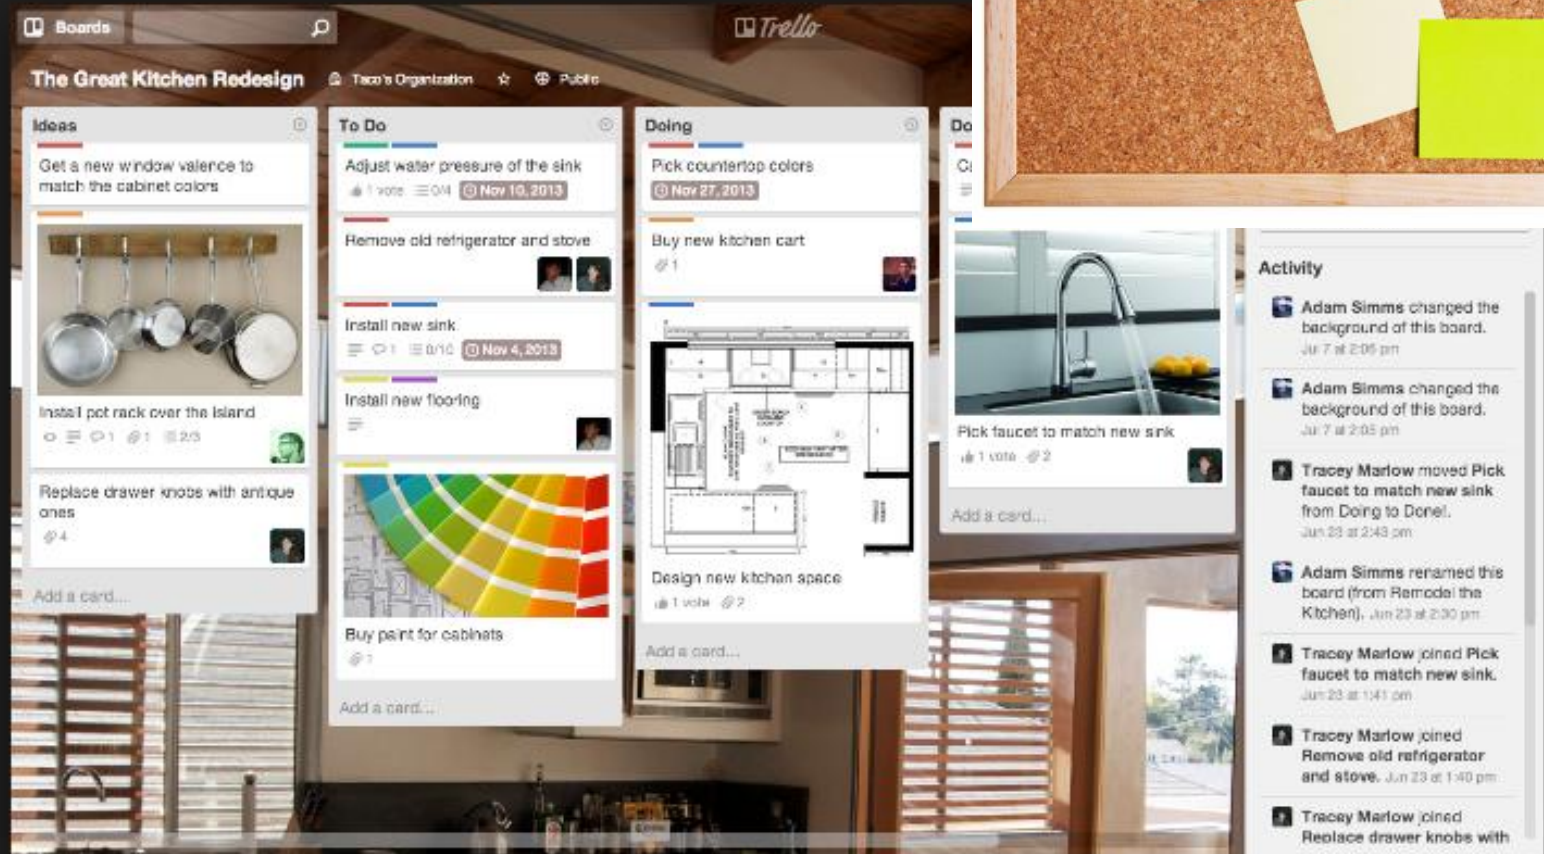 Boards
Trello
The Great Kitchen Redesign
Taco's Organization
Public
Ideas
Get a new window valence to
match the cabinet colors
Install pot rack over the island
1 1 2/3
Replace drawer knobs with antique
ones
4
Add a card...
To Do
Adjust water pressure of the sink
1 vote 0/4 Nov 10, 2013
Remove old refrigerator and stove
Install new sink
1 0/10 Nov 4, 2013
Install new flooring
Buy paint for cabinets
1
Add a card...
Doing
Pick countertop colors
Nov 27, 2013
Buy new kitchen cart
1
Design new kitchen space
1 vote 2
Add a card...
Do
Pick faucet to match new sink
1 vote 2
Add a card...
Activity
Adam Simms changed the
background of this board.
Jul 7 at 2:06 pm
Adam Simms changed the
background of this board.
Jul 7 at 2:05 pm
Tracey Marlow moved Pick
faucet to match new sink
from Doing to Done!.
Jun 23 at 2:43 pm
Adam Simms renamed this
board (from Remodel the
Kitchen). Jun 23 at 2:30 pm
Tracey Marlow joined Pick
faucet to match new sink.
Jun 23 at 1:41 pm
Tracey Marlow joined
Remove old refrigerator
and stove. Jun 23 at 1:40 pm
Tracey Marlow joined
Replace drawer knobs with